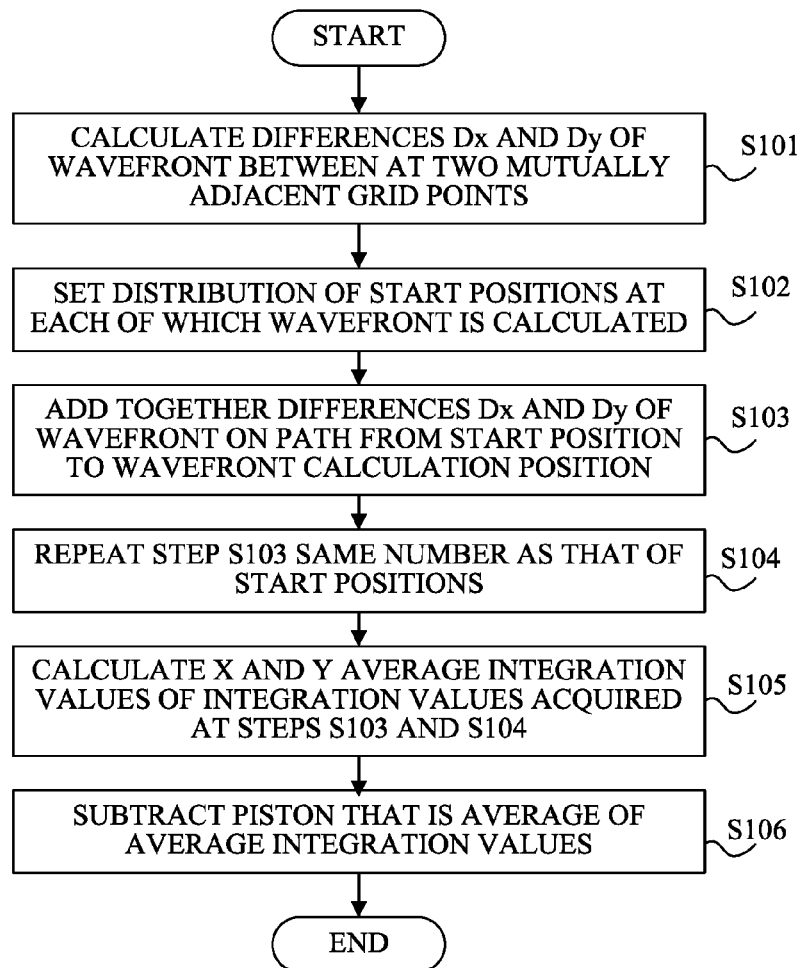 START
CALCULATE DIFFERENCES Dx AND Dy OF
WAVEFRONT BETWEEN AT TWO MUTUALLY
ADJACENT GRID POINTS
S101
SET DISTRIBUTION OF START POSITIONS AT
EACH OF WHICH WAVEFRONT IS CALCULATED
S102
ADD TOGETHER DIFFERENCES Dx AND Dy OF
WAVEFRONT ON PATH FROM START POSITION
TO WAVEFRONT CALCULATION POSITION
S103
REPEAT STEP S103 SAME NUMBER AS THAT OF
START POSITIONS
S104
CALCULATE X AND Y AVERAGE INTEGRATION
VALUES OF INTEGRATION VALUES ACQUIRED
AT STEPS S103 AND S104
S105
SUBTRACT PISTON THAT IS AVERAGE OF
AVERAGE INTEGRATION VALUES
S106
END